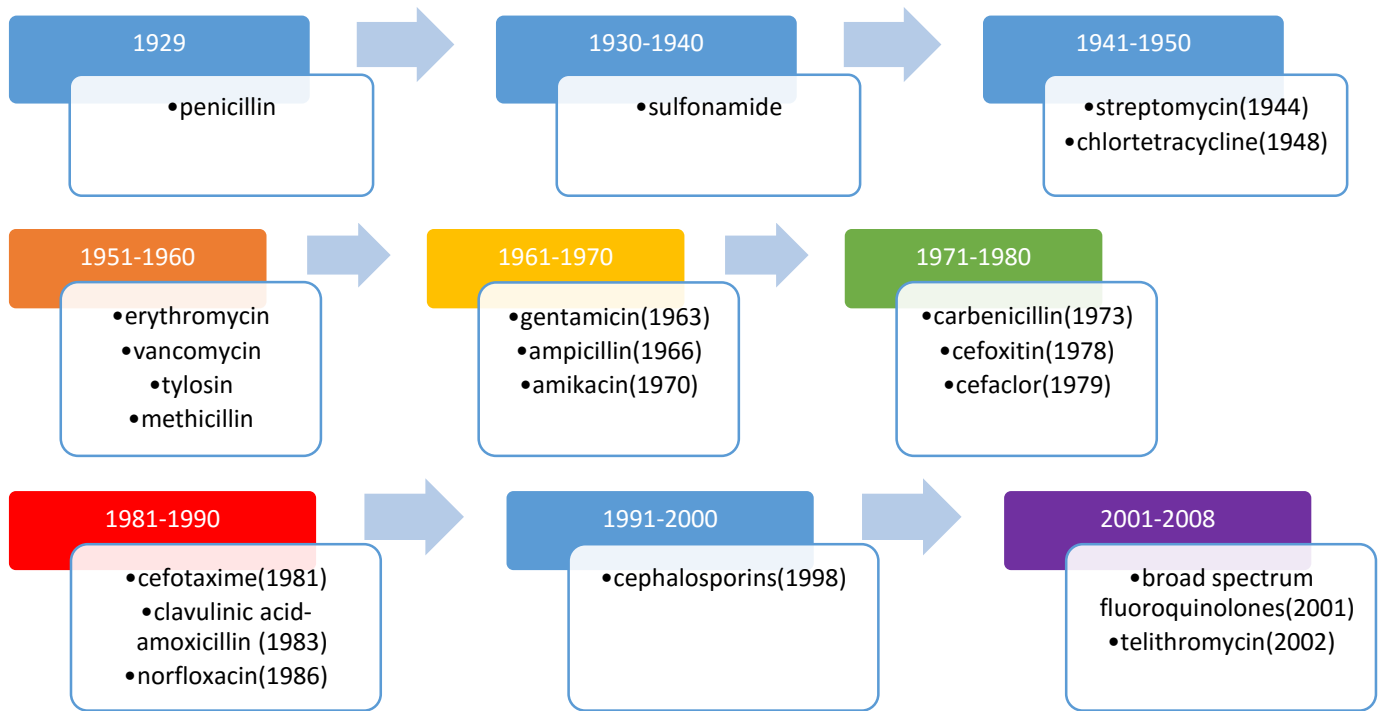 1929
•penicillin
1930-1940
•sulfonamide
1941-1950
•streptomycin(1944)
•chlortetracycline(1948)
1951-1960
•erythromycin
•vancomycin
•tylosin
•methicillin
1961-1970
•gentamicin(1963)
•ampicillin(1966)
•amikacin(1970)
1971-1980
•carbenicillin(1973)
•cefoxitin(1978)
•cefaclor(1979)
1981-1990
•cefotaxime(1981)
•clavulinic acid-
amoxicillin (1983)
•norfloxacin(1986)
1991-2000
•cephalosporins(1998)
2001-2008
•broad spectrum
fluoroquinolones(2001)
•telithromycin(2002)